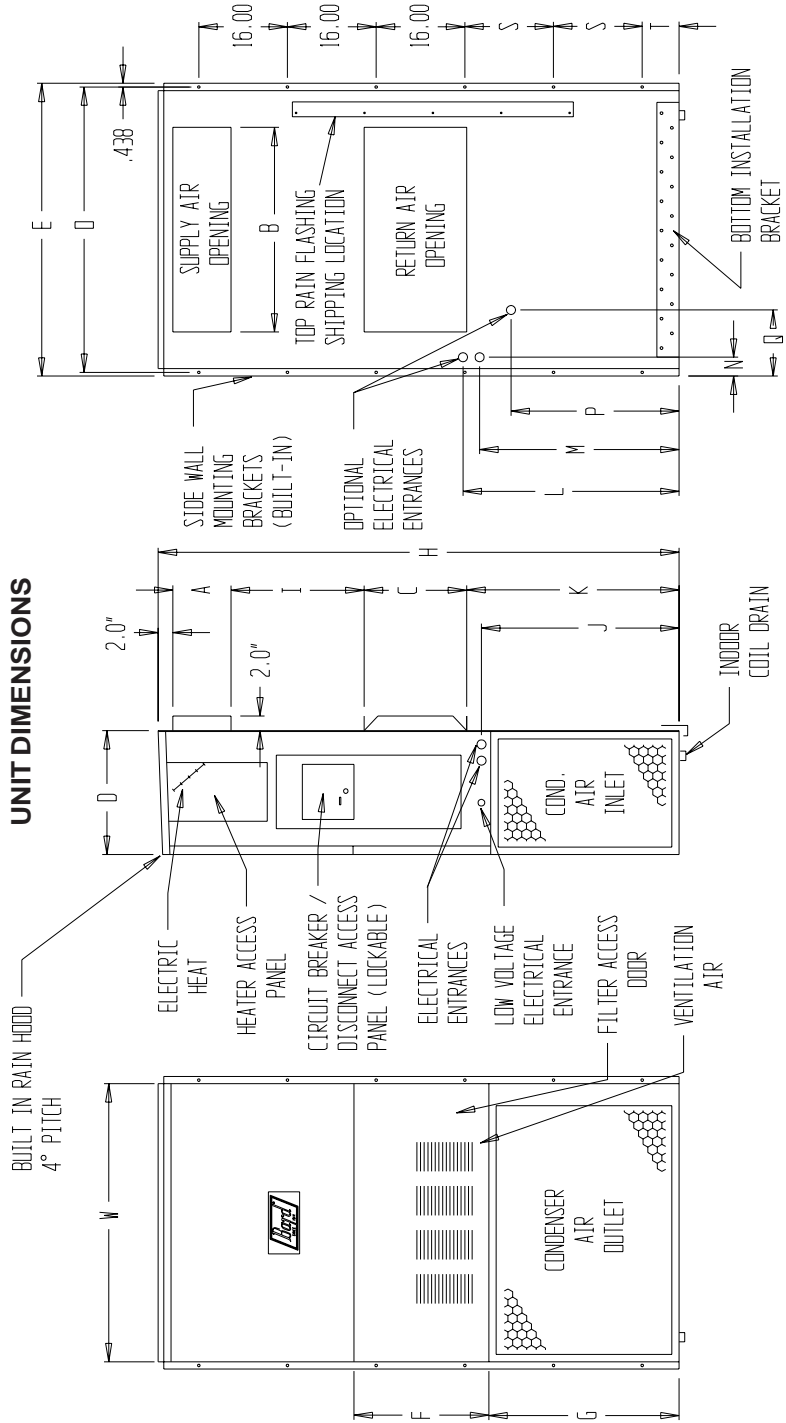 UNIT DIMENSIONS
BUILT IN RAIN HOOD
4° PITCH
W
F
G
Bard
CONDENSER
AIR
OUTLET
ELECTRIC
HEAT
HEATER ACCESS
PANEL
CIRCUIT BREAKER /
DISCONNECT ACCESS
PANEL (LOCKABLE)
ELECTRICAL
ENTRANCES
LOW VOLTAGE
ELECTRICAL
ENTRANCE
FILTER ACCESS
DOOR
VENTILATION
AIR
D
2.0"
A
2.0"
I
C
H
K
J
COND.
AIR
INLET
INDOOR
COIL DRAIN
E
O
.438
SUPPLY AIR
OPENING
B
TOP RAIN FLASHING
SHIPPING LOCATION
RETURN AIR
OPENING
SIDE WALL
MOUNTING
BRACKETS
(BUILT-IN)
OPTIONAL
ELECTRICAL
ENTRANCES
L
M
P
N
Q
16.00
16.00
16.00
S
S
T
BOTTOM INSTALLATION
BRACKET